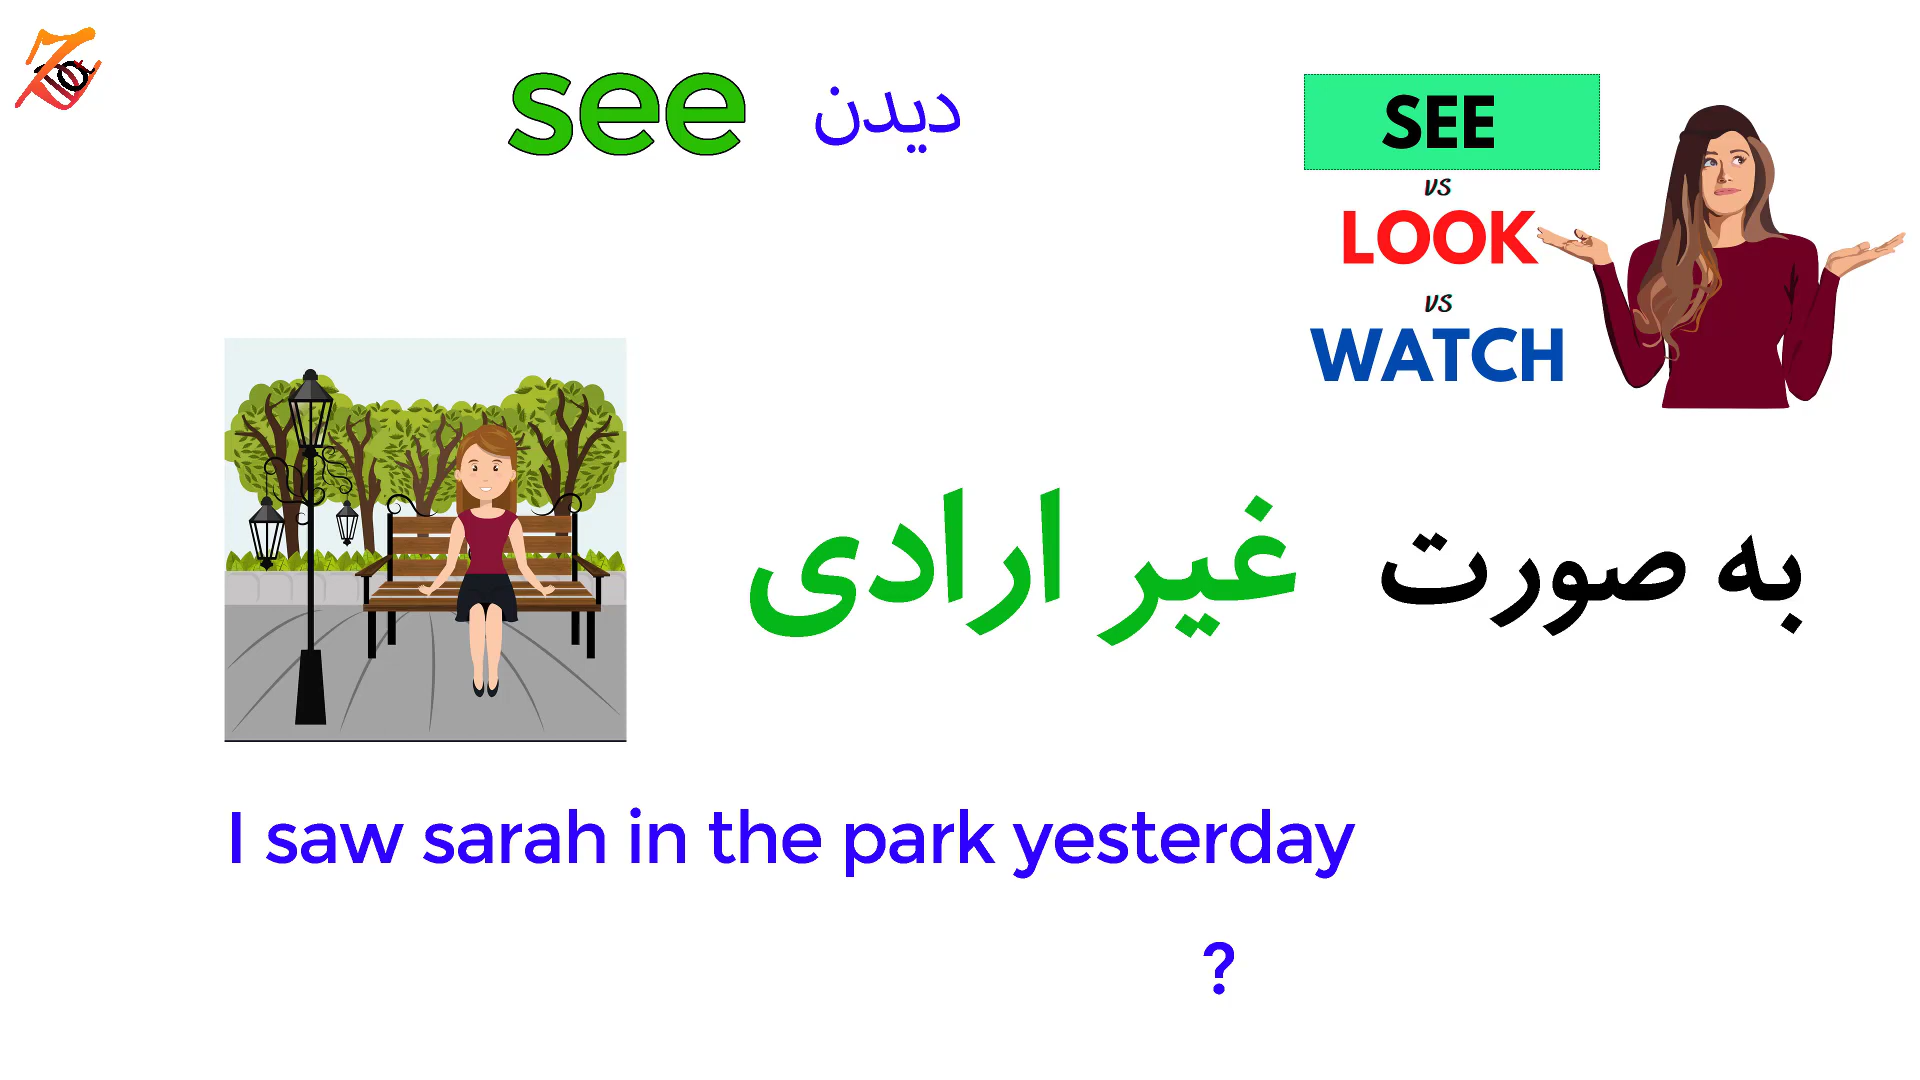 see دیدن
SEE
vs
LOOK
vs
WATCH
به صورت غیر ارادی
I saw sarah in the park yesterday
?